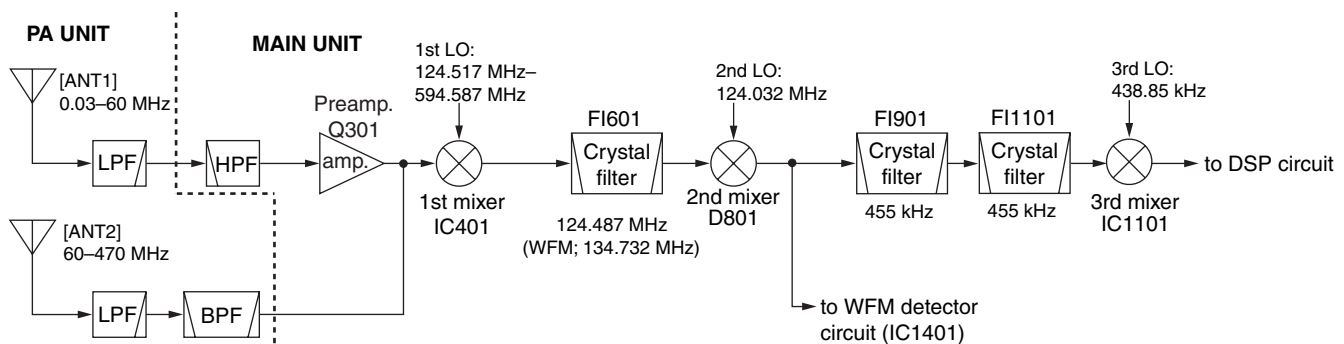 PA UNIT
MAIN UNIT
[ANT1]
0.03–60 MHz
LPF
HPF
Preamp.
Q301
amp.
1st LO:
124.517 MHz–
594.587 MHz
1st mixer
IC401
FI601
Crystal
filter
124.487 MHz
(WFM; 134.732 MHz)
2nd LO:
124.032 MHz
2nd mixer
D801
FI901
Crystal
filter
455 kHz
FI1101
Crystal
filter
455 kHz
3rd LO:
438.85 kHz
3rd mixer
IC1101
to DSP circuit
[ANT2]
60–470 MHz
LPF
BPF
to WFM detector
circuit (IC1401)